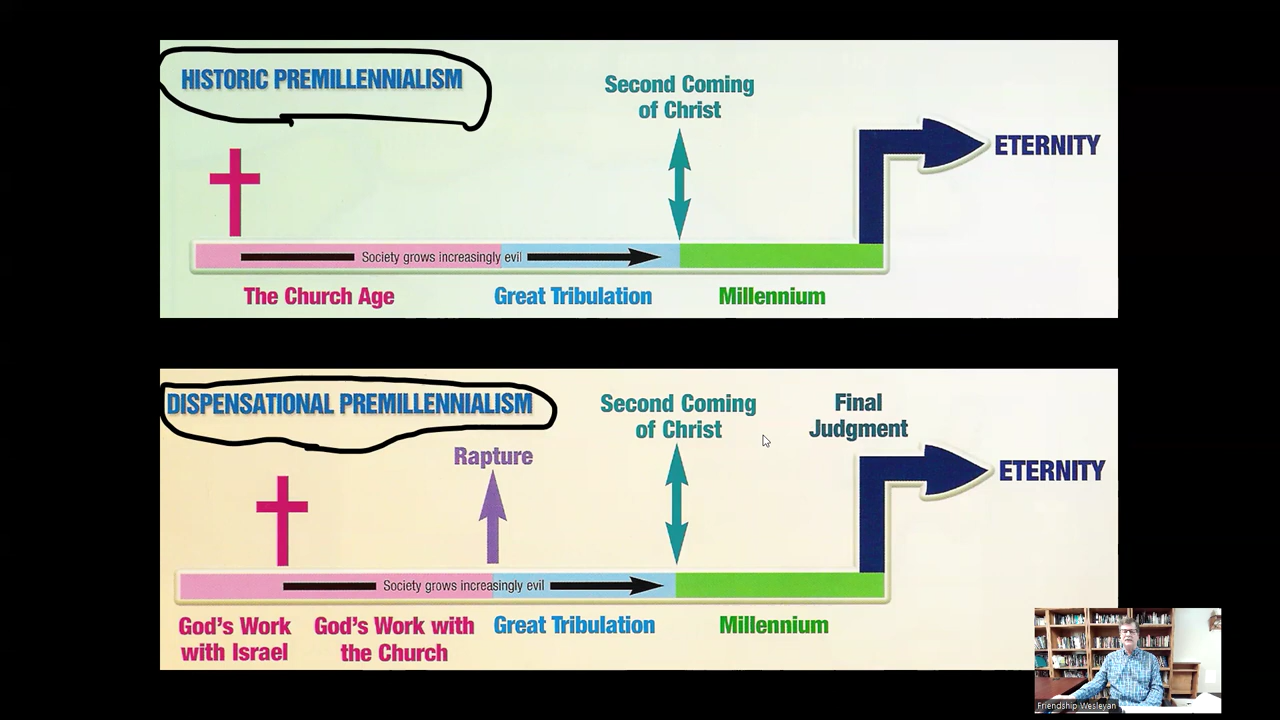 HISTORIC PREMILLENNIALISM
Second Coming
of Christ
ETERNITY
Society grows increasingly evil
The Church Age
Great Tribulation
Millennium
DISPENSATIONAL PREMILLENNIALISM
Rapture
Second Coming
of Christ
Final
Judgment
ETERNITY
Society grows increasingly evil
God's Work
with Israel
God's Work with
the Church
Great Tribulation
Millennium
Friendship Wesleyan